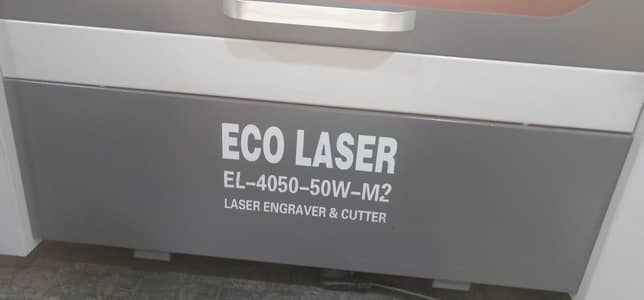 ECO LASER
EL-4050-50W-M2
LASER ENGRAVER & CUTTER